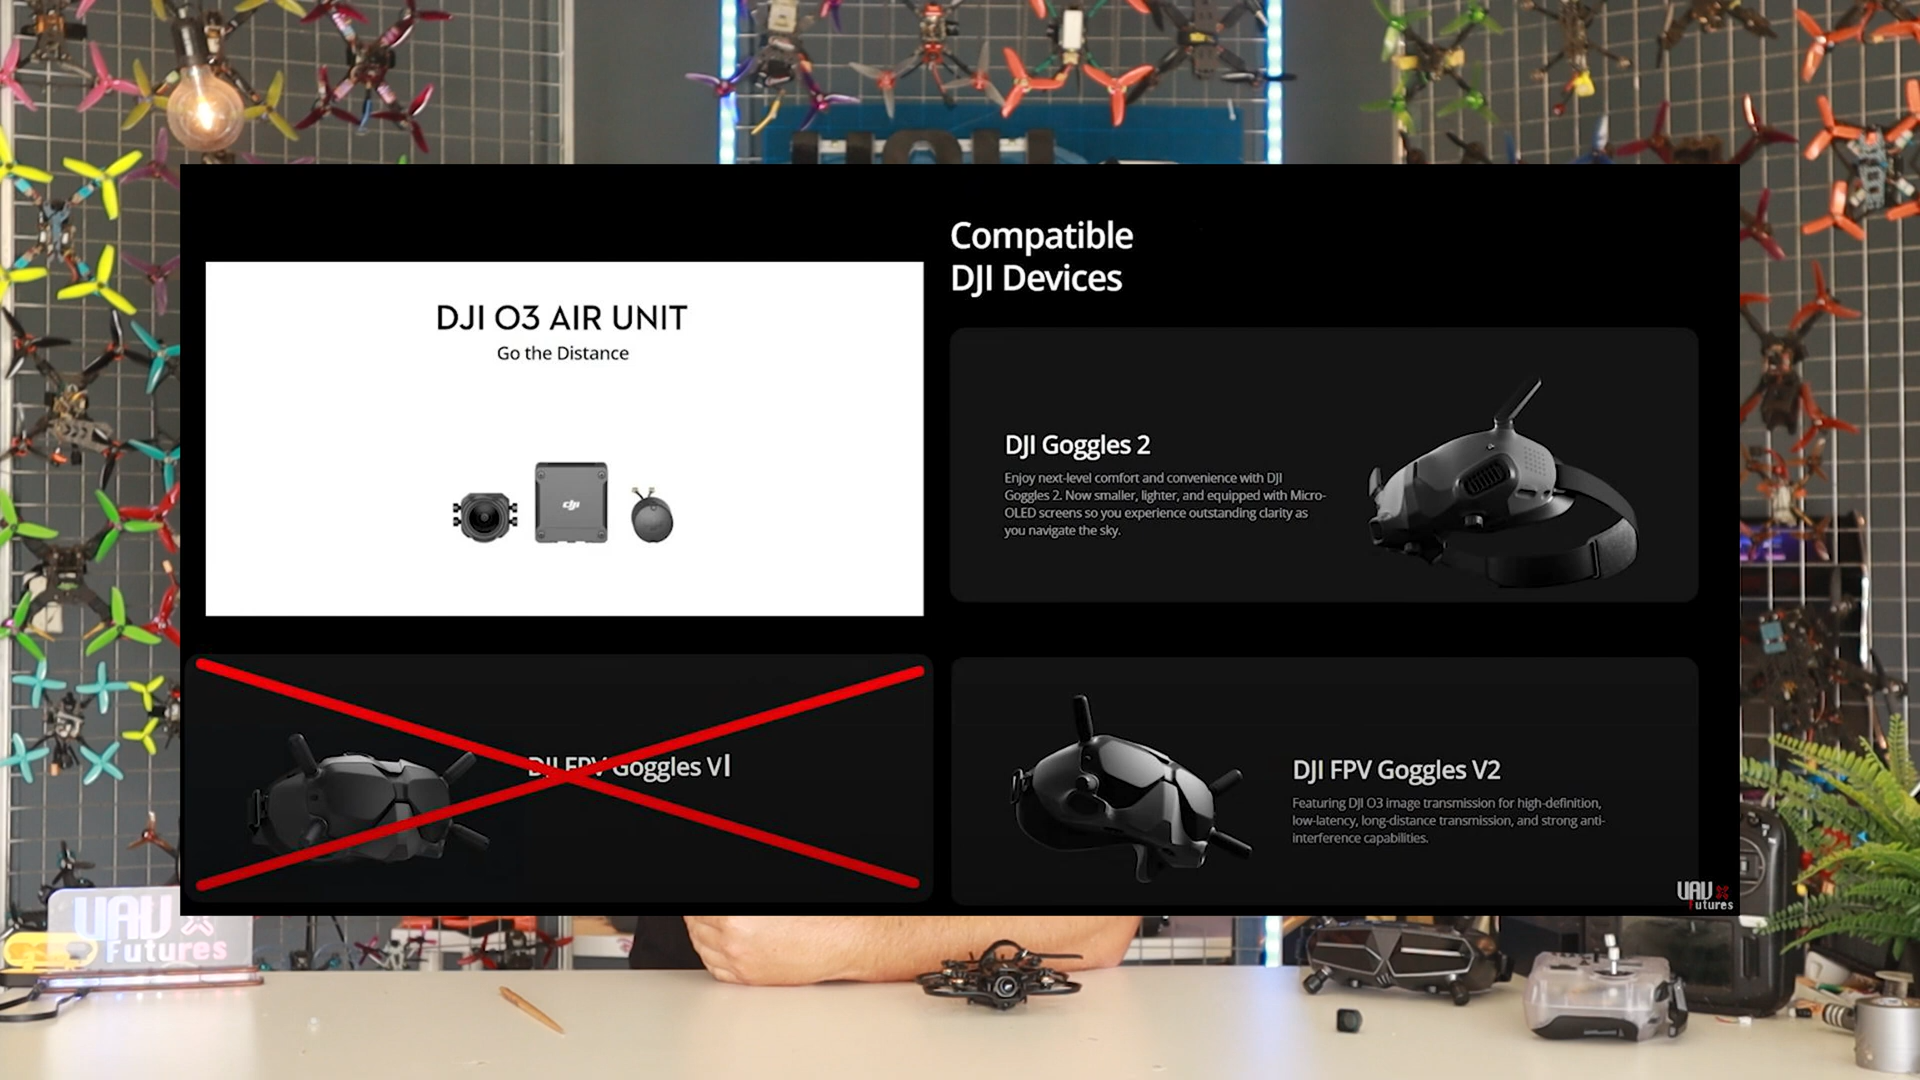 Compatible
DJI Devices
DJI O3 AIR UNIT
Go the Distance
dji
DJI Goggles 2
Enjoy next-level comfort and convenience with DJI
Goggles 2. Now smaller, lighter, and equipped with Micro-
OLED screens so you experience outstanding clarity as
you navigate the sky.
DJI FPV Goggles V1
DJI FPV Goggles V2
Featuring DJI O3 image transmission for high-definition,
low-latency, long-distance transmission, and strong anti-
interference capabilities.
UAV
Futures
UAV
Futures